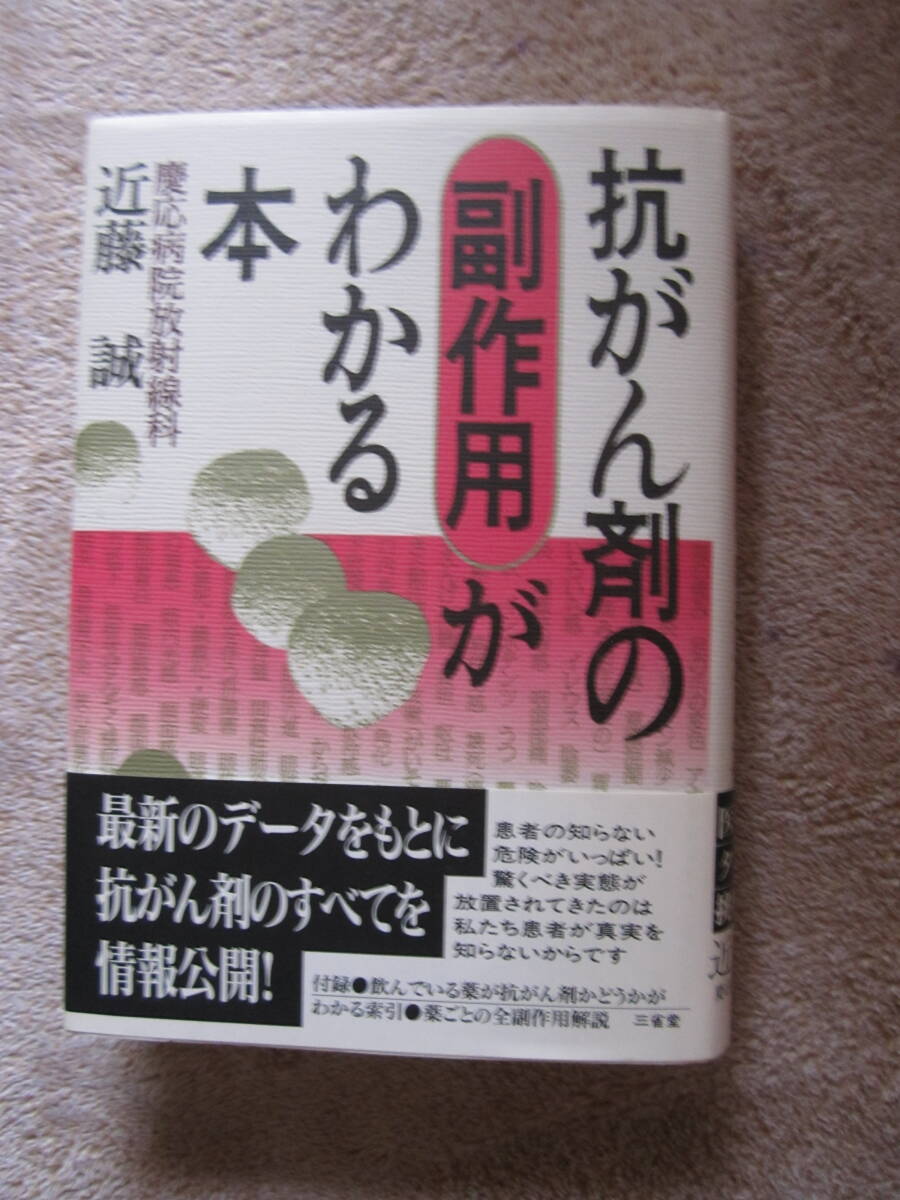 抗がん剤の
副作用が
わかる
本
慶応病院放射線科
近藤 誠
最新のデータをもとに
抗がん剤のすべてを
情報公開!
患者の知らない
危険がいっぱい!
驚くべき実態が
放置されてきたのは
私たち患者が真実を
知らないからです
付録●飲んでいる薬が抗がん剤かどうかが
わかる索引●薬ごとの全副作用解説
三省堂